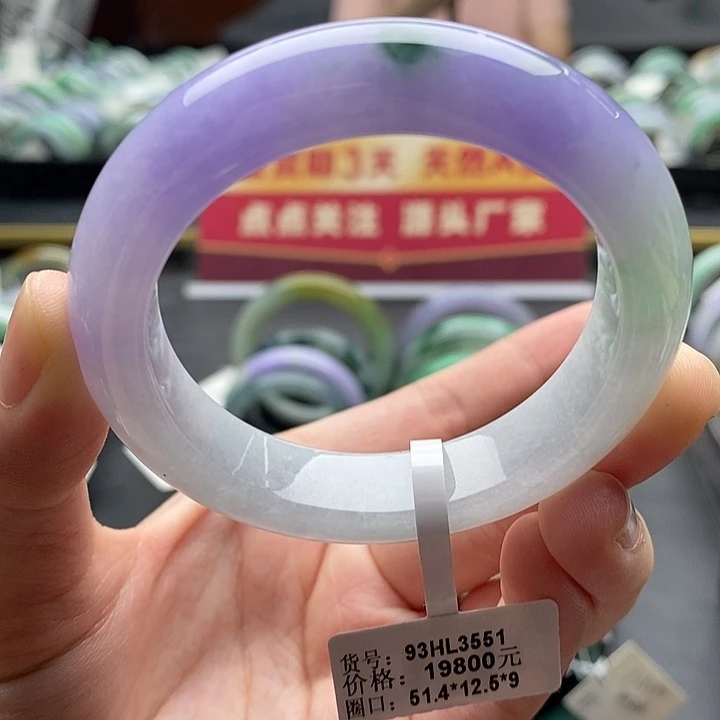 点点关注 源头厂家
货号: 93HL3551
价格: 19800元
圈口: 51.4*12.5*9